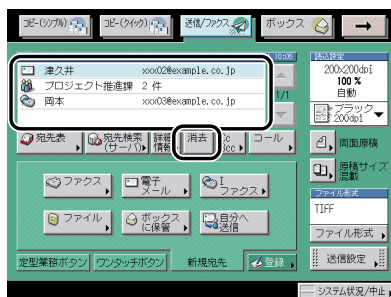 ｺﾋﾟｰ(ｼﾝﾌﾟﾙ)
ｺﾋﾟｰ(ｸｲｯｸ)
送信/ファクス
ボックス
10:05
津久井 xxx02@example.co.jp
プロジェクト推進課 2 件
岡本 xxx03@example.co.jp
1/1
宛先表
宛先検索
(サーバ)
詳細
情報
消去
Cc
Bcc
コール
ファクス
電子
メール
I
ファクス
ファイル
ボックス
に保管
自分へ
送信
定型業務ボタン
ワンタッチボタン
新規宛先
登録
読込設定
200×200dpi
100 %
自動
ブラック
200dpi
両面原稿
原稿サイズ
混載
ファイル形式
TIFF
ファイル形式
送信設定
システム状況/中止